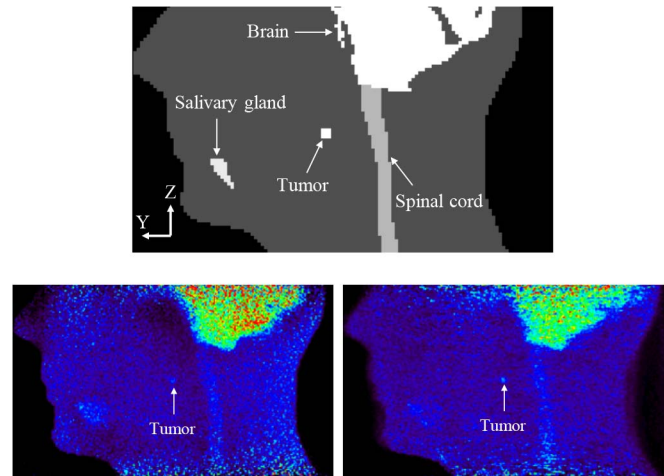 Brain
Salivary gland
Tumor
Spinal cord
Z
Y
Tumor
Tumor